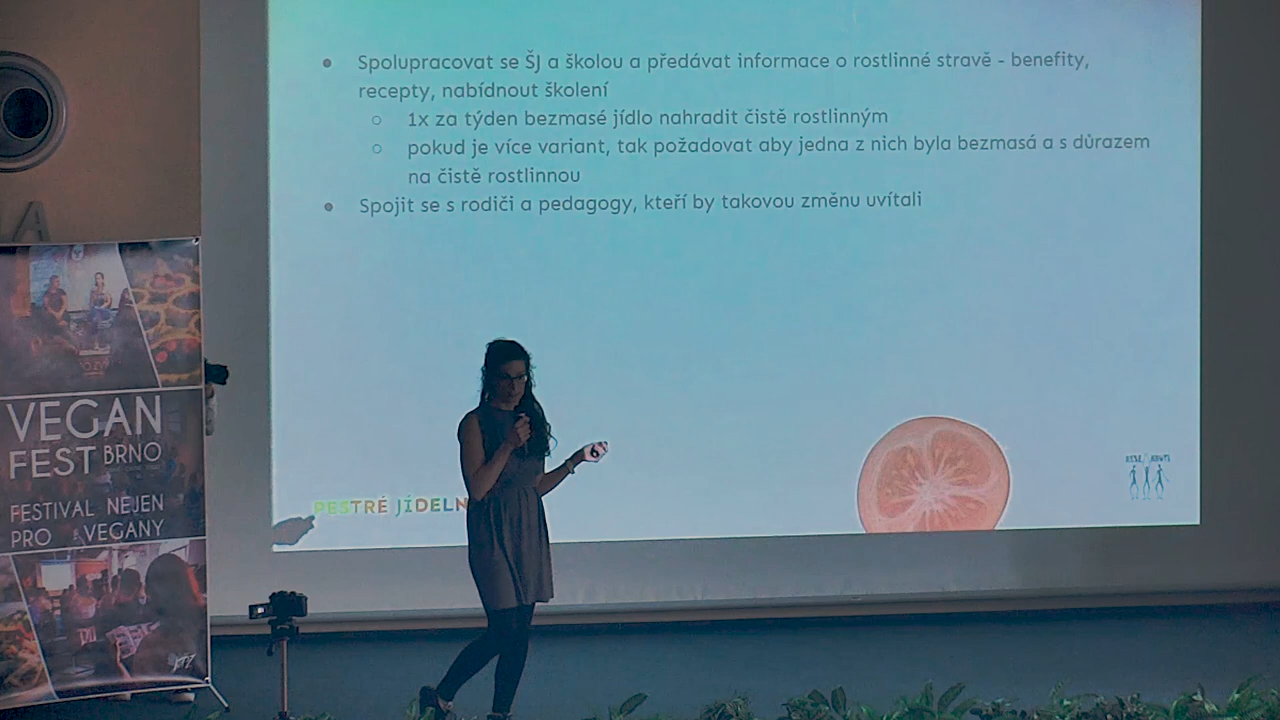 Spolupracovat se ŠJ a školou a předávat informace o rostlinné stravě - benefity,
recepty, nabídnout školení
1x za týden bezmasé jídlo nahradit čistě rostlinným
pokud je více variant, tak požadovat aby jedna z nich byla bezmasá a s důrazem
na čistě rostlinnou
Spojit se s rodiči a pedagogy, kteří by takovou změnu uvítali
PESTRÉ JÍDELN
VEGAN
FEST BRNO
FESTIVAL NEJEN
PRO VEGANY